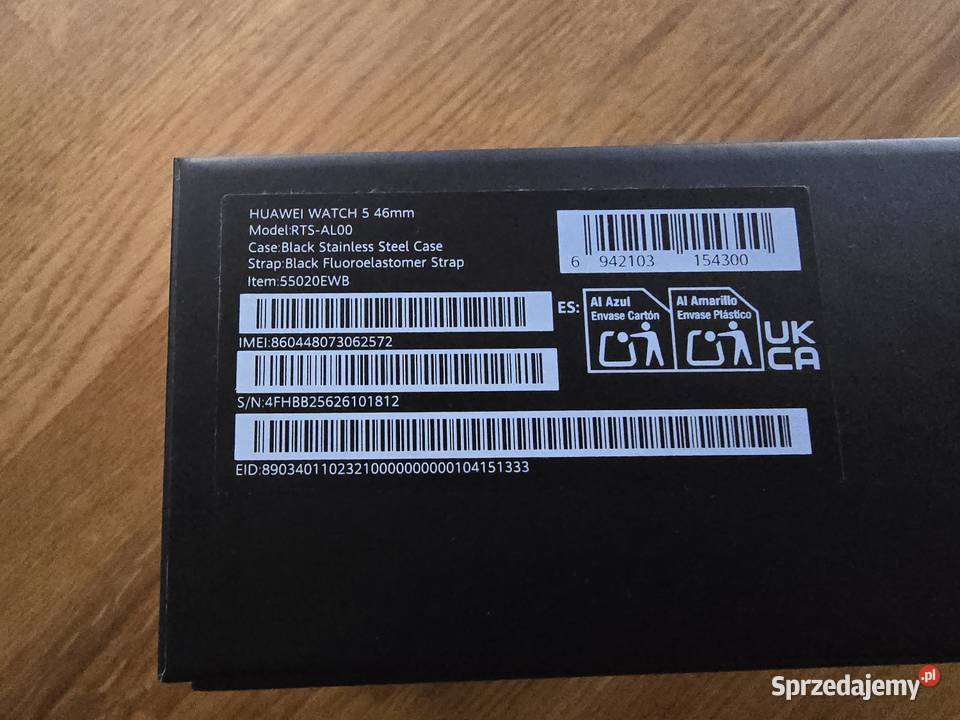 HUAWEI WATCH 5 46mm
Model:RTS-AL00
Case:Black Stainless Steel Case
Strap:Black Fluoroelastomer Strap
Item:55020EWB
IMEI:860448073062572
S/N:4FHBB25626101812
EID:89034011023210000000000104151333
6 942103 154300
ES:
Al Azul
Envase Cartón
Al Amarillo
Envase Plástico
UK
CA
Sprzedajemy.pl